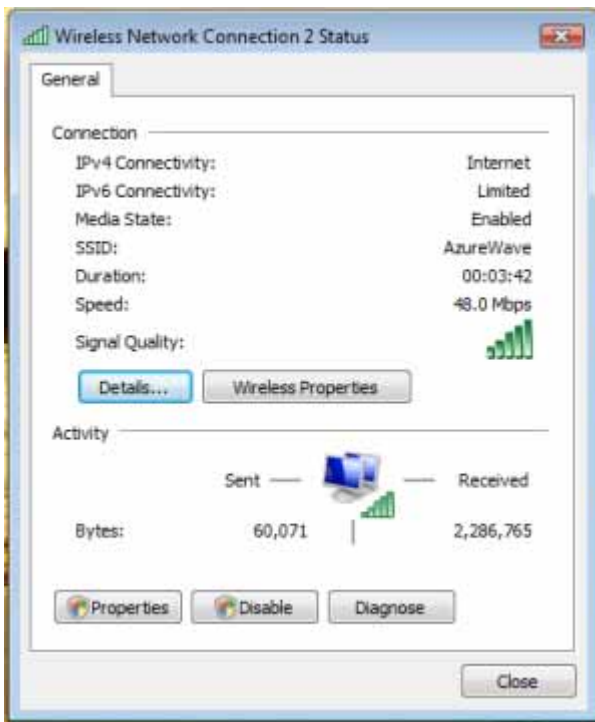 Wireless Network Connection 2 Status
General
Connection
IPv4 Connectivity: Internet
IPv6 Connectivity: Limited
Media State: Enabled
SSID: AzureWave
Duration: 00:03:42
Speed: 48.0 Mbps
Signal Quality:
Details... Wireless Properties
Activity
Sent Received
Bytes: 60,071 2,286,765
Properties Disable Diagnose
Close